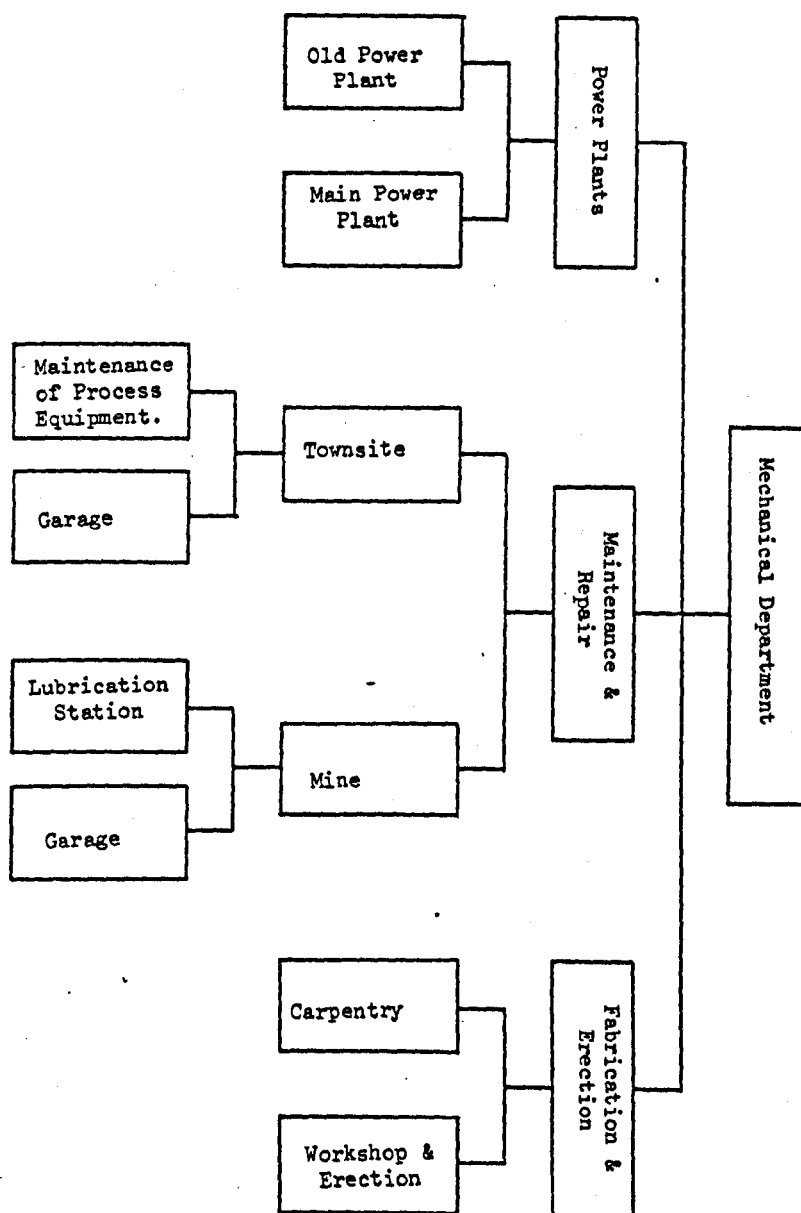 Mechanical Department
Power Plants
Old Power
Plant
Main Power
Plant
Maintenance &
Repair
Townsite
Maintenance
of Process
Equipment.
Garage
Mine
Lubrication
Station
Garage
Fabrication &
Erection
Carpentry
Workshop &
Erection